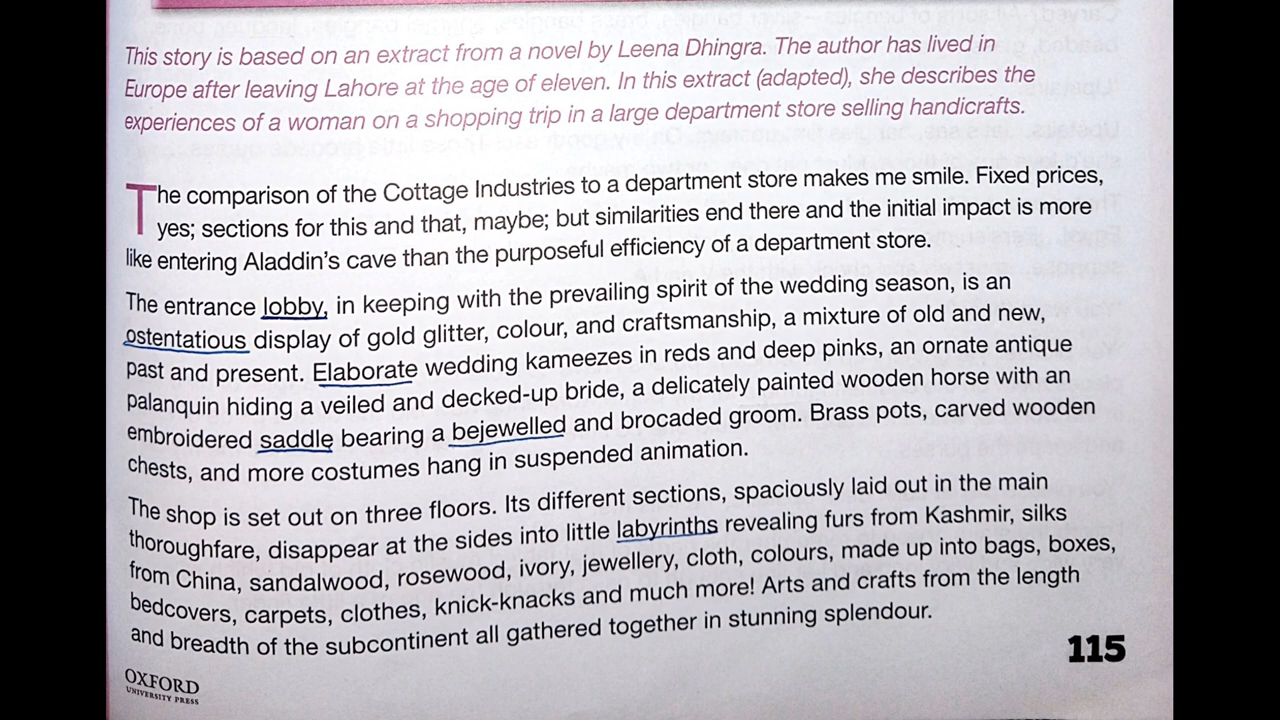 This story is based on an extract from a novel by Leena Dhingra. The author has lived in
Europe after leaving Lahore at the age of eleven. In this extract (adapted), she describes the
experiences of a woman on a shopping trip in a large department store selling handicrafts.
The comparison of the Cottage Industries to a department store makes me smile. Fixed prices,
yes; sections for this and that, maybe; but similarities end there and the initial impact is more
like entering Aladdin's cave than the purposeful efficiency of a department store.
The entrance lobby, in keeping with the prevailing spirit of the wedding season, is an
ostentatious display of gold glitter, colour, and craftsmanship, a mixture of old and new,
past and present. Elaborate wedding kameezes in reds and deep pinks, an ornate antique
palanquin hiding a veiled and decked-up bride, a delicately painted wooden horse with an
embroidered saddle bearing a bejewelled and brocaded groom. Brass pots, carved wooden
chests, and more costumes hang in suspended animation.
The shop is set out on three floors. Its different sections, spaciously laid out in the main
thoroughfare, disappear at the sides into little labyrinths revealing furs from Kashmir, silks
from China, sandalwood, rosewood, ivory, jewellery, cloth, colours, made up into bags, boxes,
bedcovers, carpets, clothes, knick-knacks and much more! Arts and crafts from the length
and breadth of the subcontinent all gathered together in stunning splendour.
115
OXFORD
UNIVERSITY PRESS